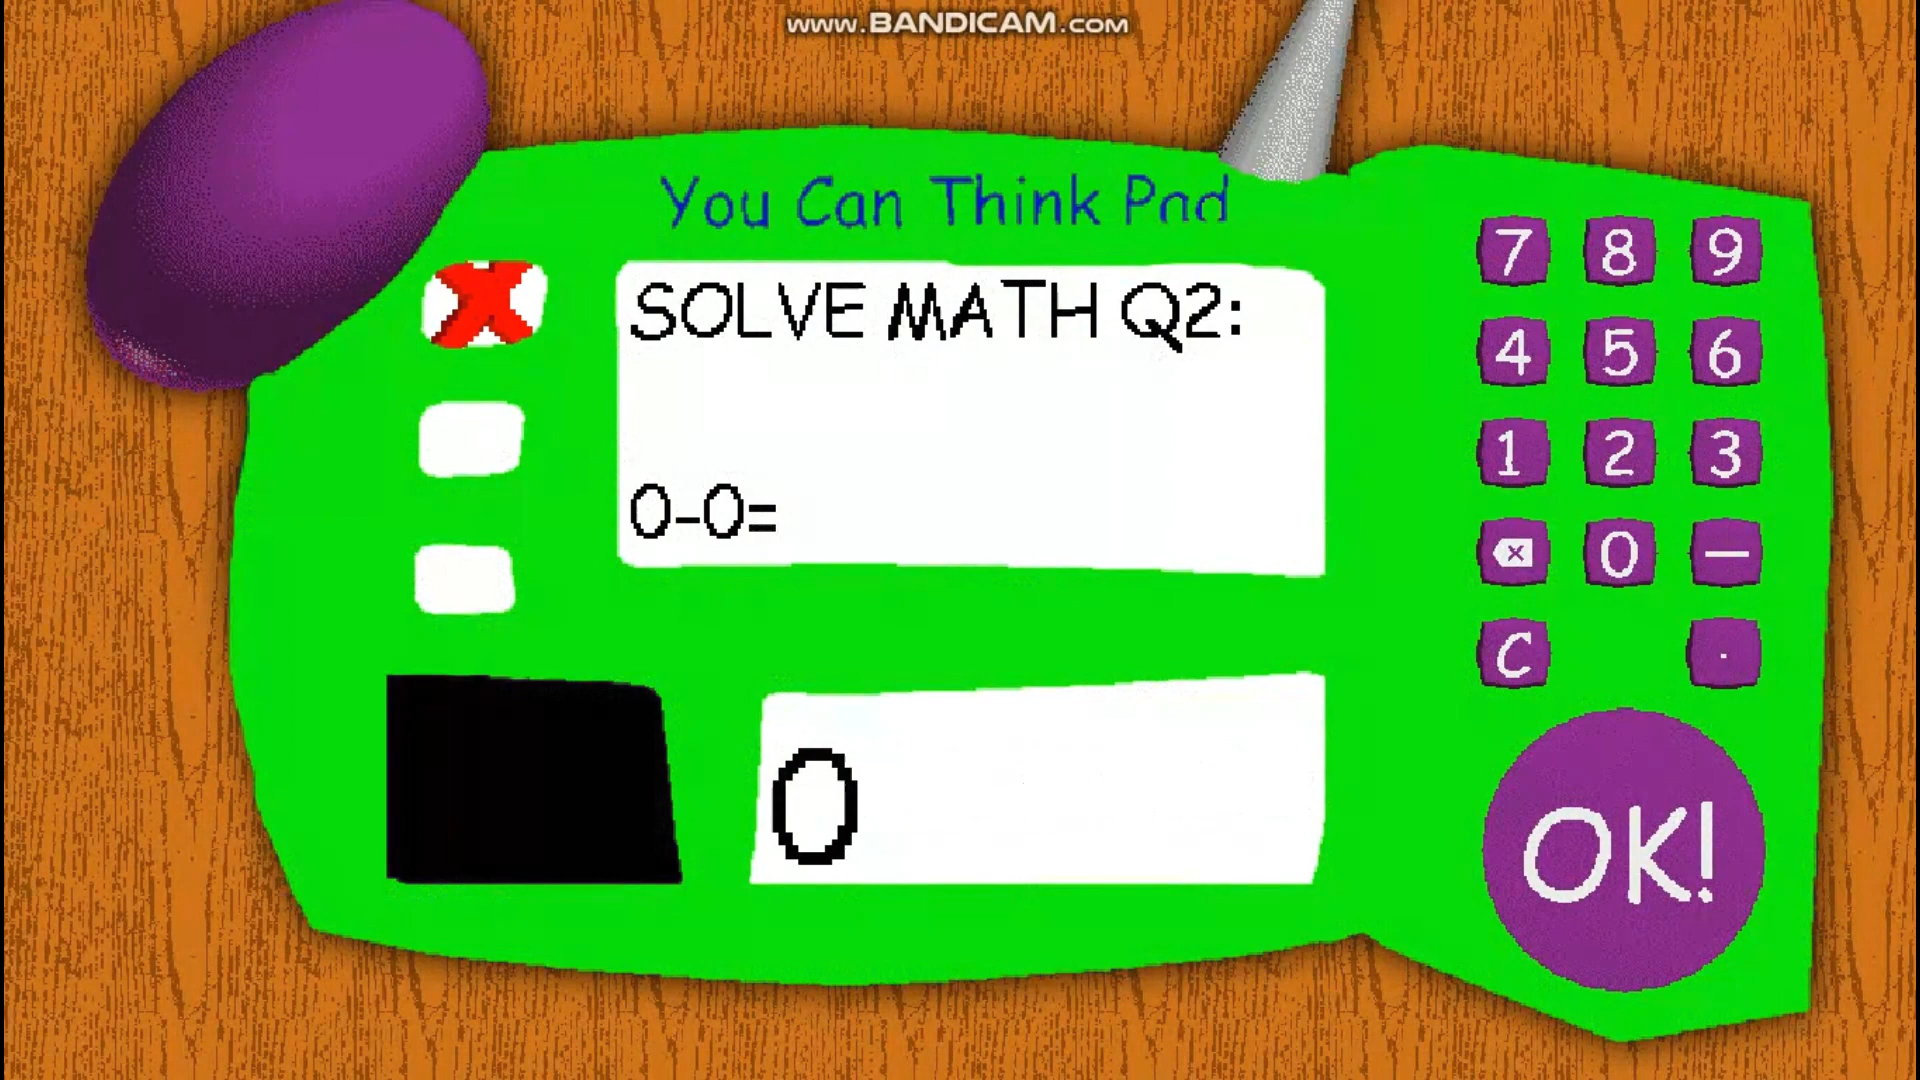 www.BANDICAM.com
You Can Think Pad
SOLVE MATH Q2:
0-0=
0
7 8 9
4 5 6
1 2 3
× 0 —
C .
OK!